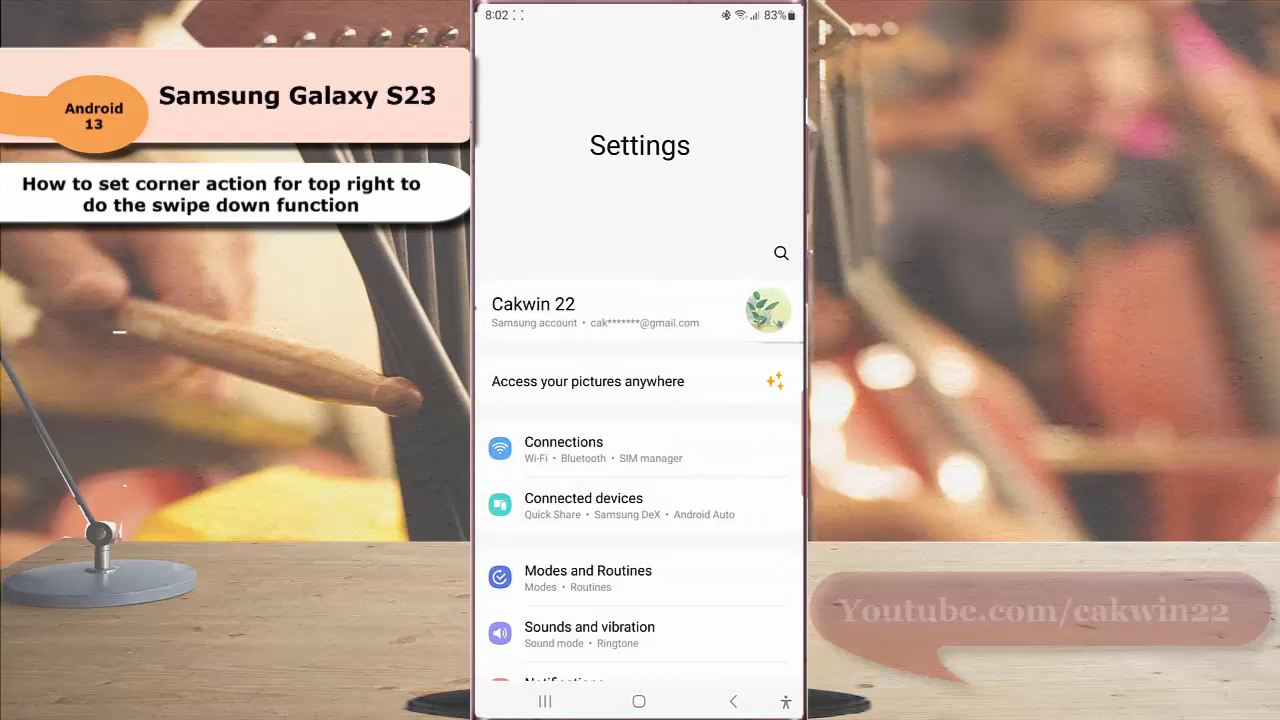 Samsung Galaxy S23
Android
13
How to set corner action for top right to
do the swipe down function
8:02
83%
Settings
Cakwin 22
Samsung account • cak*******@gmail.com
Access your pictures anywhere
Connections
Wi-Fi • Bluetooth • SIM manager
Connected devices
Quick Share • Samsung DeX • Android Auto
Modes and Routines
Modes • Routines
Sounds and vibration
Sound mode • Ringtone
Youtube.com/cakwin22